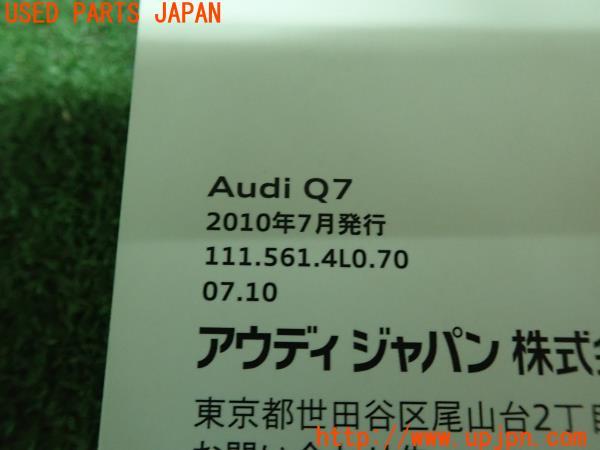 USED PARTS JAPAN
Audi Q7
2010年7月発行
111.561.4L0.70
07.10
アウディ ジャパン 株式
東京都世田谷区尾山台2丁
http://www.upjpn.com